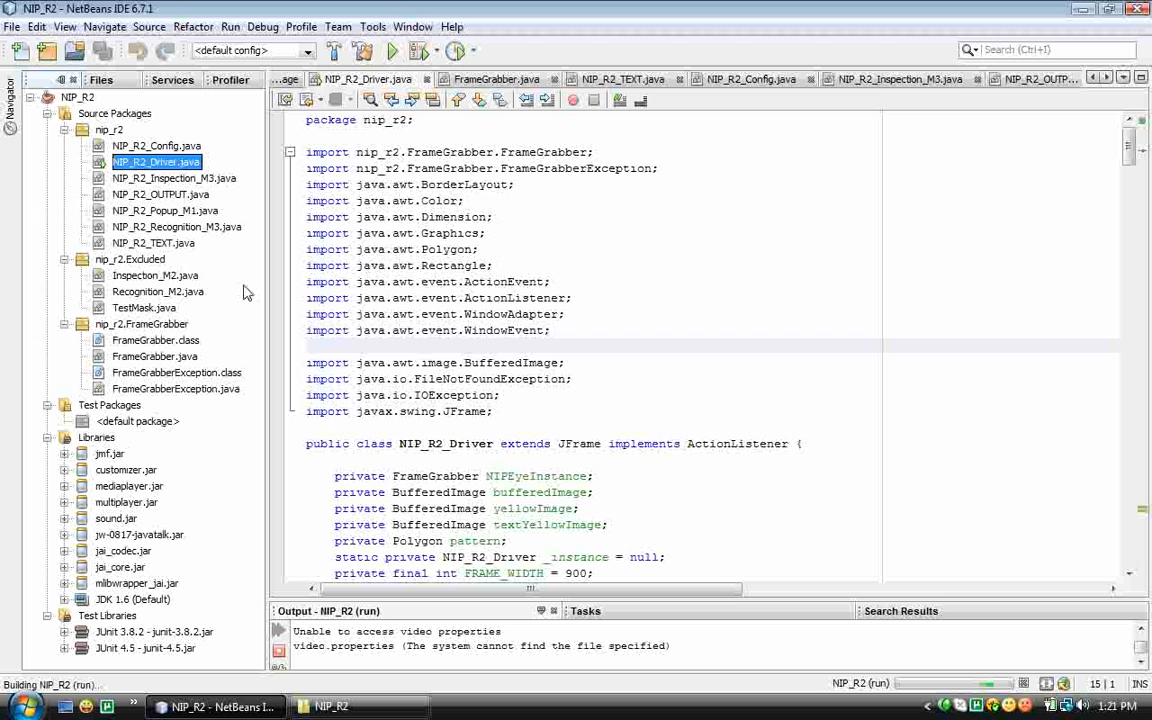 NIP_R2 - NetBeans IDE 6.7.1
File Edit View Navigate Source Refactor Run Debug Profile Team Tools Window Help
<default config>
Search (Ctrl+I)
Navigator
Files Services Profiler
...age NIP_R2_Driver.java FrameGrabber.java NIP_R2_TEXT.java NIP_R2_Config.java NIP_R2_Inspection_M3.java NIP_R2_OUTP...
NIP_R2
Source Packages
nip_r2
NIP_R2_Config.java
NIP_R2_Driver.java
NIP_R2_Inspection_M3.java
NIP_R2_OUTPUT.java
NIP_R2_Popup_M1.java
NIP_R2_Recognition_M3.java
NIP_R2_TEXT.java
nip_r2.Excluded
Inspection_M2.java
Recognition_M2.java
TestMask.java
nip_r2.FrameGrabber
FrameGrabber.class
FrameGrabber.java
FrameGrabberException.class
FrameGrabberException.java
Test Packages
<default package>
Libraries
jmf.jar
customizer.jar
mediaplayer.jar
multiplayer.jar
sound.jar
jw-0817-javatalk.jar
jai_codec.jar
jai_core.jar
mlibwrapper_jai.jar
JDK 1.6 (Default)
Test Libraries
JUnit 3.8.2 - junit-3.8.2.jar
JUnit 4.5 - junit-4.5.jar
package nip_r2;
import nip_r2.FrameGrabber.FrameGrabber;
import nip_r2.FrameGrabber.FrameGrabberException;
import java.awt.BorderLayout;
import java.awt.Color;
import java.awt.Dimension;
import java.awt.Graphics;
import java.awt.Polygon;
import java.awt.Rectangle;
import java.awt.event.ActionEvent;
import java.awt.event.ActionListener;
import java.awt.event.WindowAdapter;
import java.awt.event.WindowEvent;
import java.awt.image.BufferedImage;
import java.io.FileNotFoundException;
import java.io.IOException;
import javax.swing.JFrame;
public class NIP_R2_Driver extends JFrame implements ActionListener {
private FrameGrabber NIPEyeInstance;
private BufferedImage bufferedImage;
private BufferedImage yellowImage;
private BufferedImage textYellowImage;
private Polygon pattern;
static private NIP_R2_Driver _instance = null;
private final int FRAME_WIDTH = 900;
Output - NIP_R2 (run) Tasks Search Results
Unable to access video properties
video.properties (The system cannot find the file specified)
Building NIP_R2 (run)... NIP_R2 (run) 15 | 1 INS
NIP_R2 - NetBeans I... NIP_R2 1:21 PM